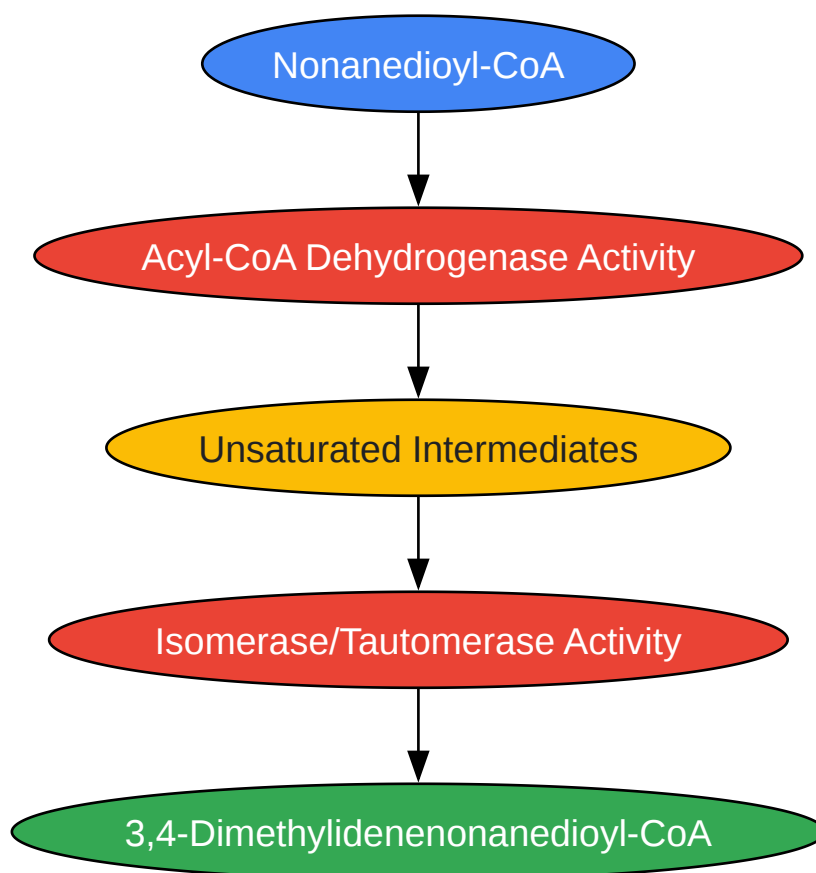 Nonanedioyl-CoA
Acyl-CoA Dehydrogenase Activity
Unsaturated Intermediates
Isomerase/Tautomerase Activity
3,4-Dimethylidenenonanedioyl-CoA